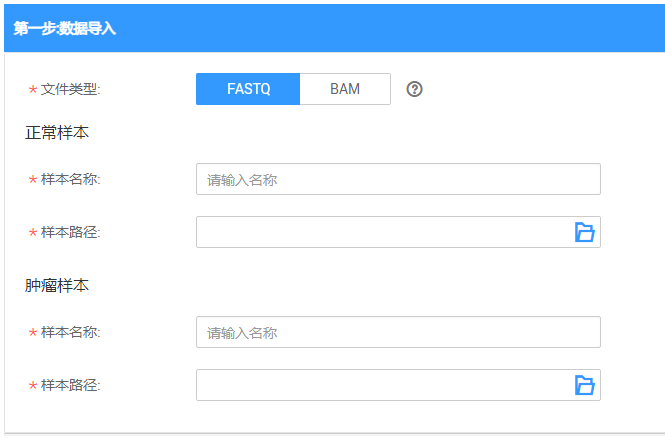 第一步:数据导入
* 文件类型: FASTQ BAM ?
正常样本
* 样本名称: 请输入名称
* 样本路径:
肿瘤样本
* 样本名称: 请输入名称
* 样本路径: